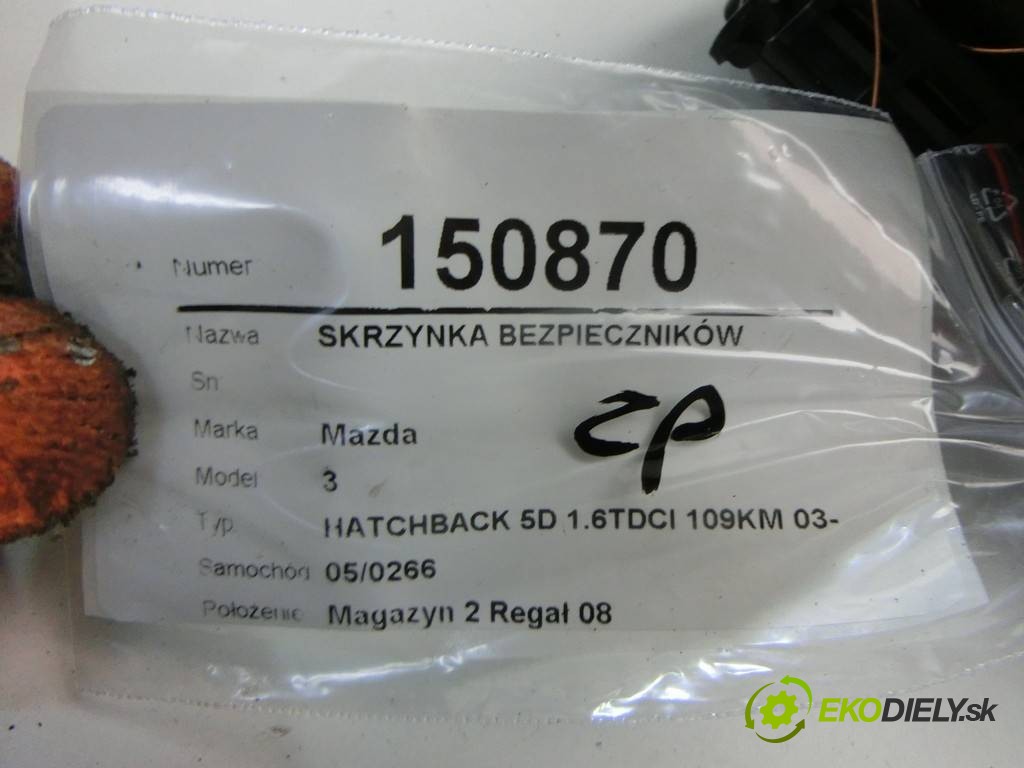 Numer 150870
Nazwa SKRZYNKA BEZPIECZNIKÓW
Sn
Marka Mazda
ZP
Model 3
Typ HATCHBACK 5D 1.6TDCI 109KM 03-
Samochód 05/0266
Położenie Magazyn 2 Regał 08
EKODIELY.sk